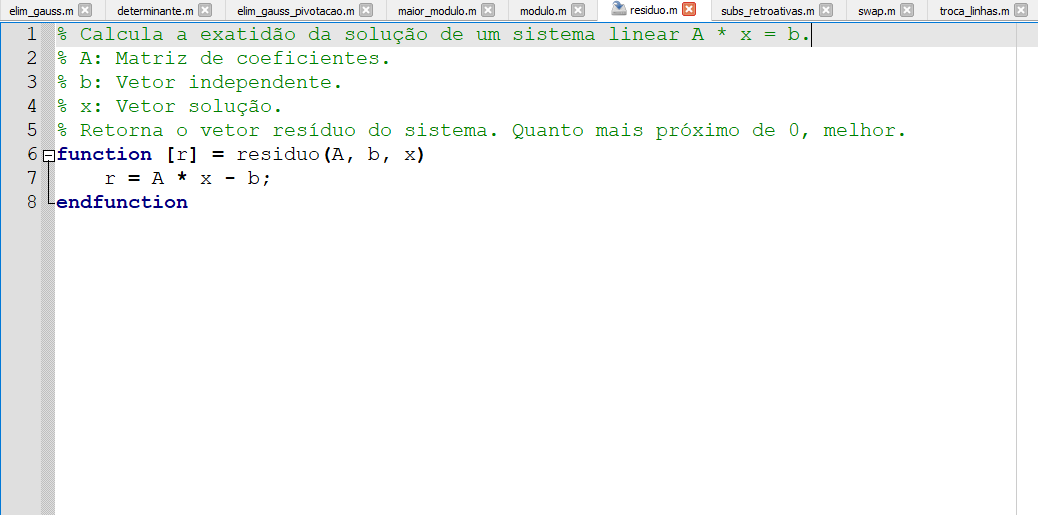 elim_gauss.m determinante.m elim_gauss_pivotacao.m maior_modulo.m modulo.m residuo.m subs_retroativas.m swap.m troca_linhas.m
1 % Calcula a exatidão da solução de um sistema linear A * x = b.
2 % A: Matriz de coeficientes.
3 % b: Vetor independente.
4 % x: Vetor solução.
5 % Retorna o vetor resíduo do sistema. Quanto mais próximo de 0, melhor.
6 function [r] = residuo(A, b, x)
7 r = A * x - b;
8 endfunction